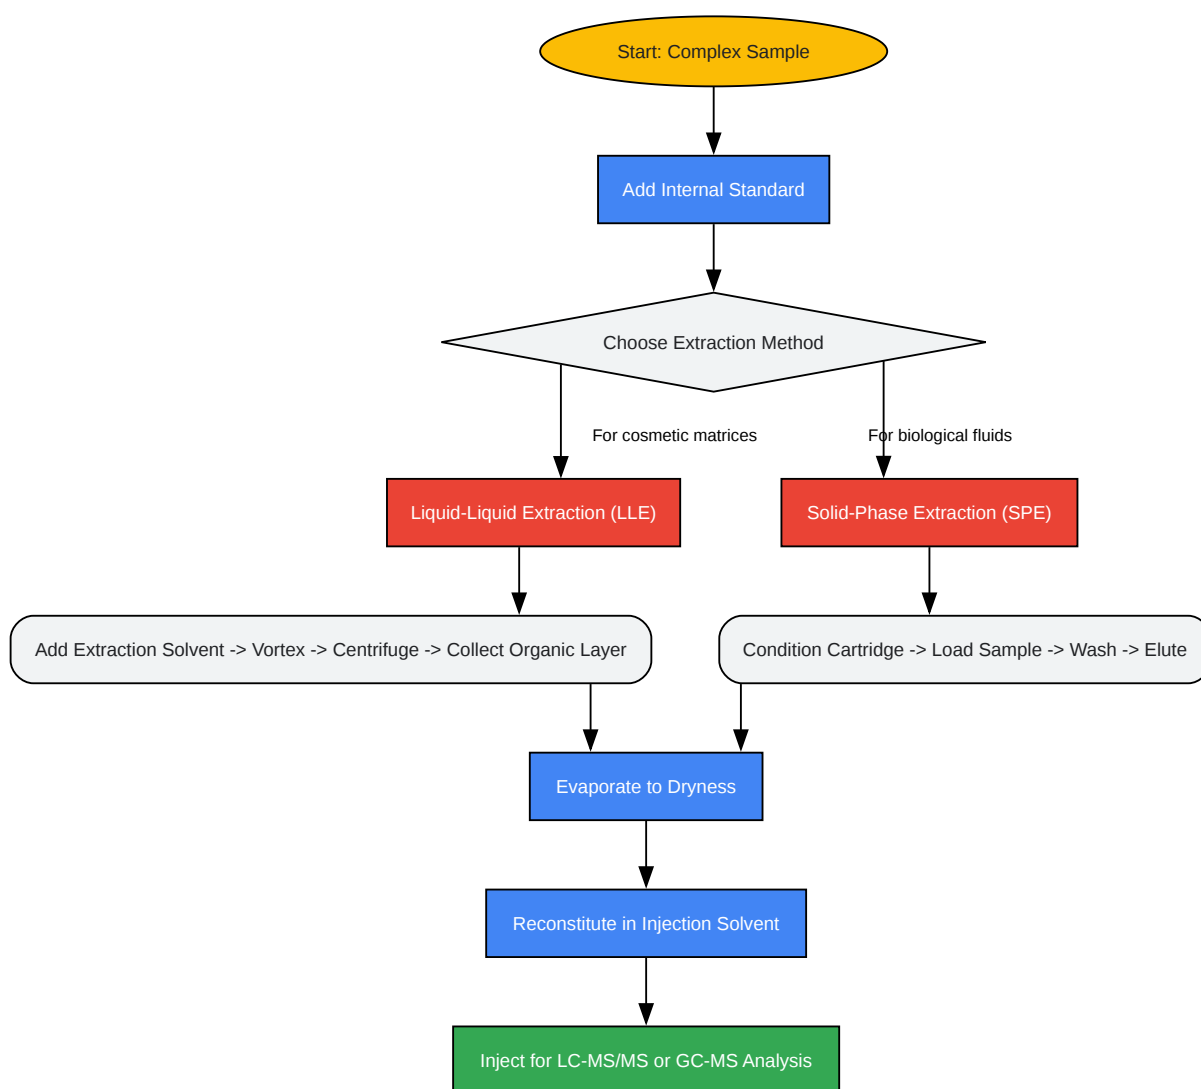 Start: Complex Sample
Add Internal Standard
Choose Extraction Method
For cosmetic matrices
For biological fluids
Liquid-Liquid Extraction (LLE)
Solid-Phase Extraction (SPE)
Add Extraction Solvent -> Vortex -> Centrifuge -> Collect Organic Layer
Condition Cartridge -> Load Sample -> Wash -> Elute
Evaporate to Dryness
Reconstitute in Injection Solvent
Inject for LC-MS/MS or GC-MS Analysis